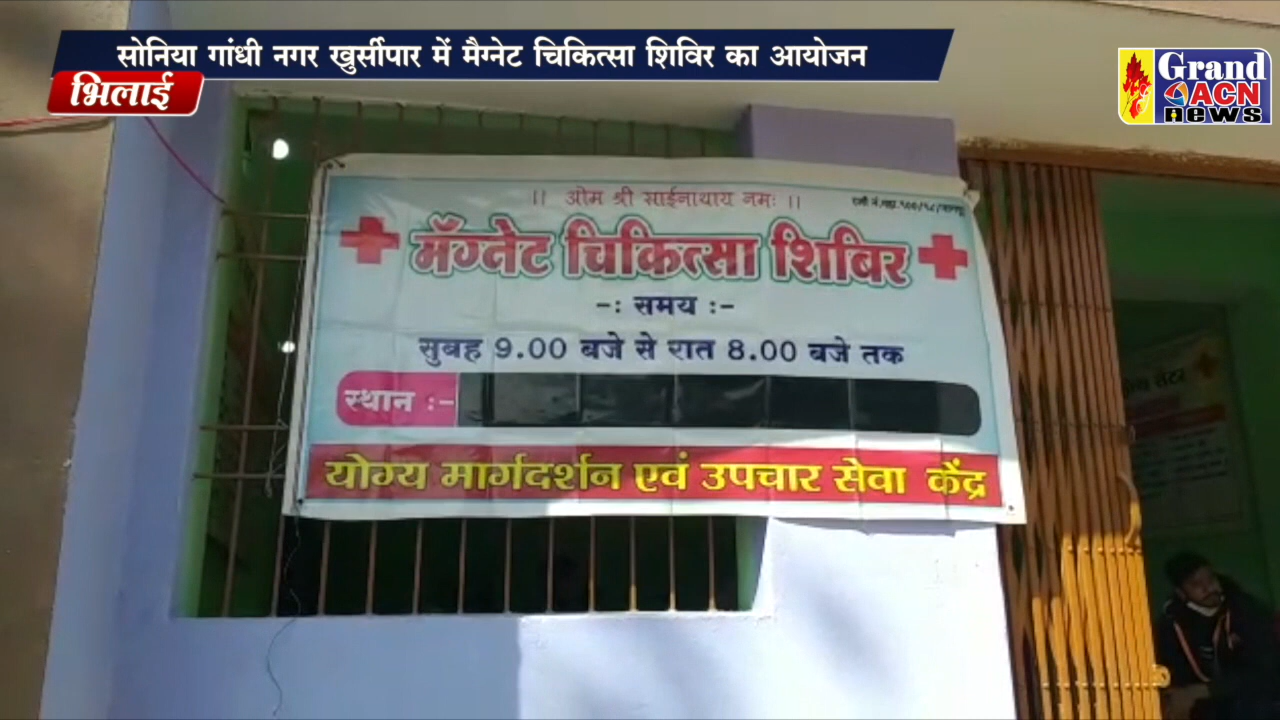 सोनिया गांधी नगर खुर्सीपार में मैग्नेट चिकित्सा शिविर का आयोजन
भिलाई
Grand
ACN
news
।। ओम श्री साईनाथाय नमः ।।
मॅग्नेट चिकित्सा शिबिर
-: समय :-
सुबह 9.00 बजे से रात 8.00 बजे तक
स्थान :-
योग्य मार्गदर्शन एवं उपचार सेवा केंद्र